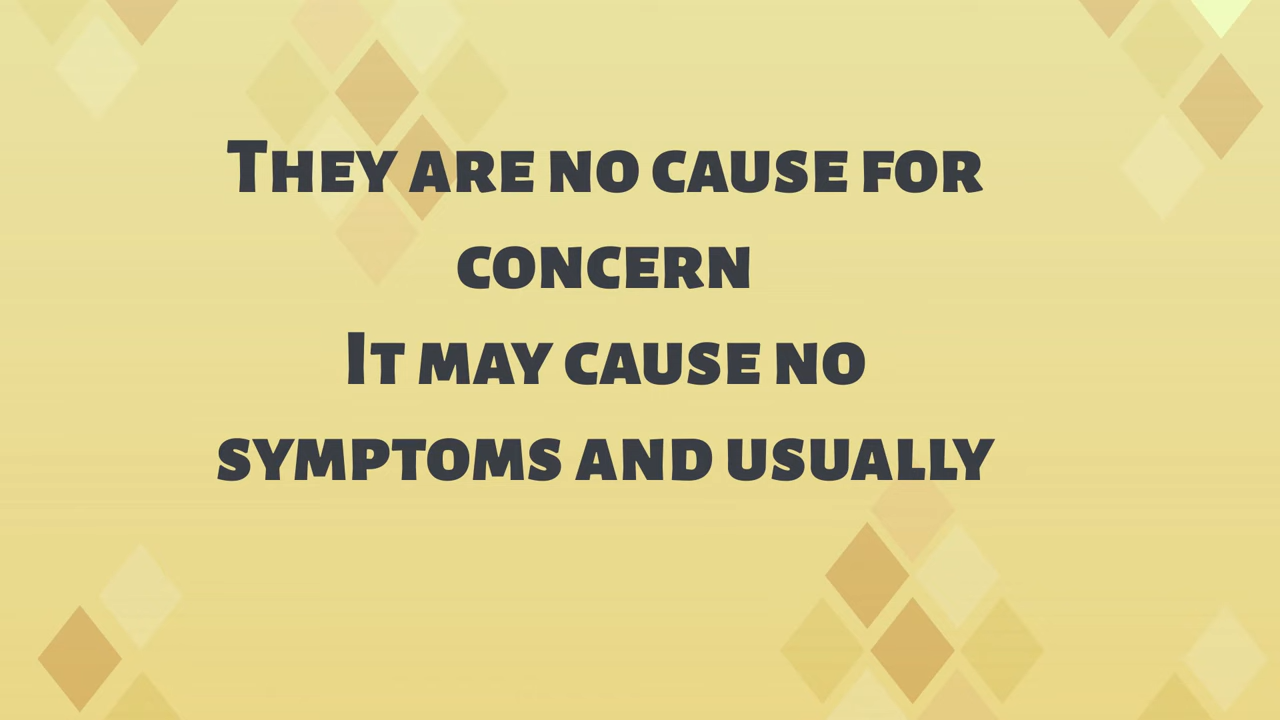 They are no cause for
concern
It may cause no
symptoms and usually